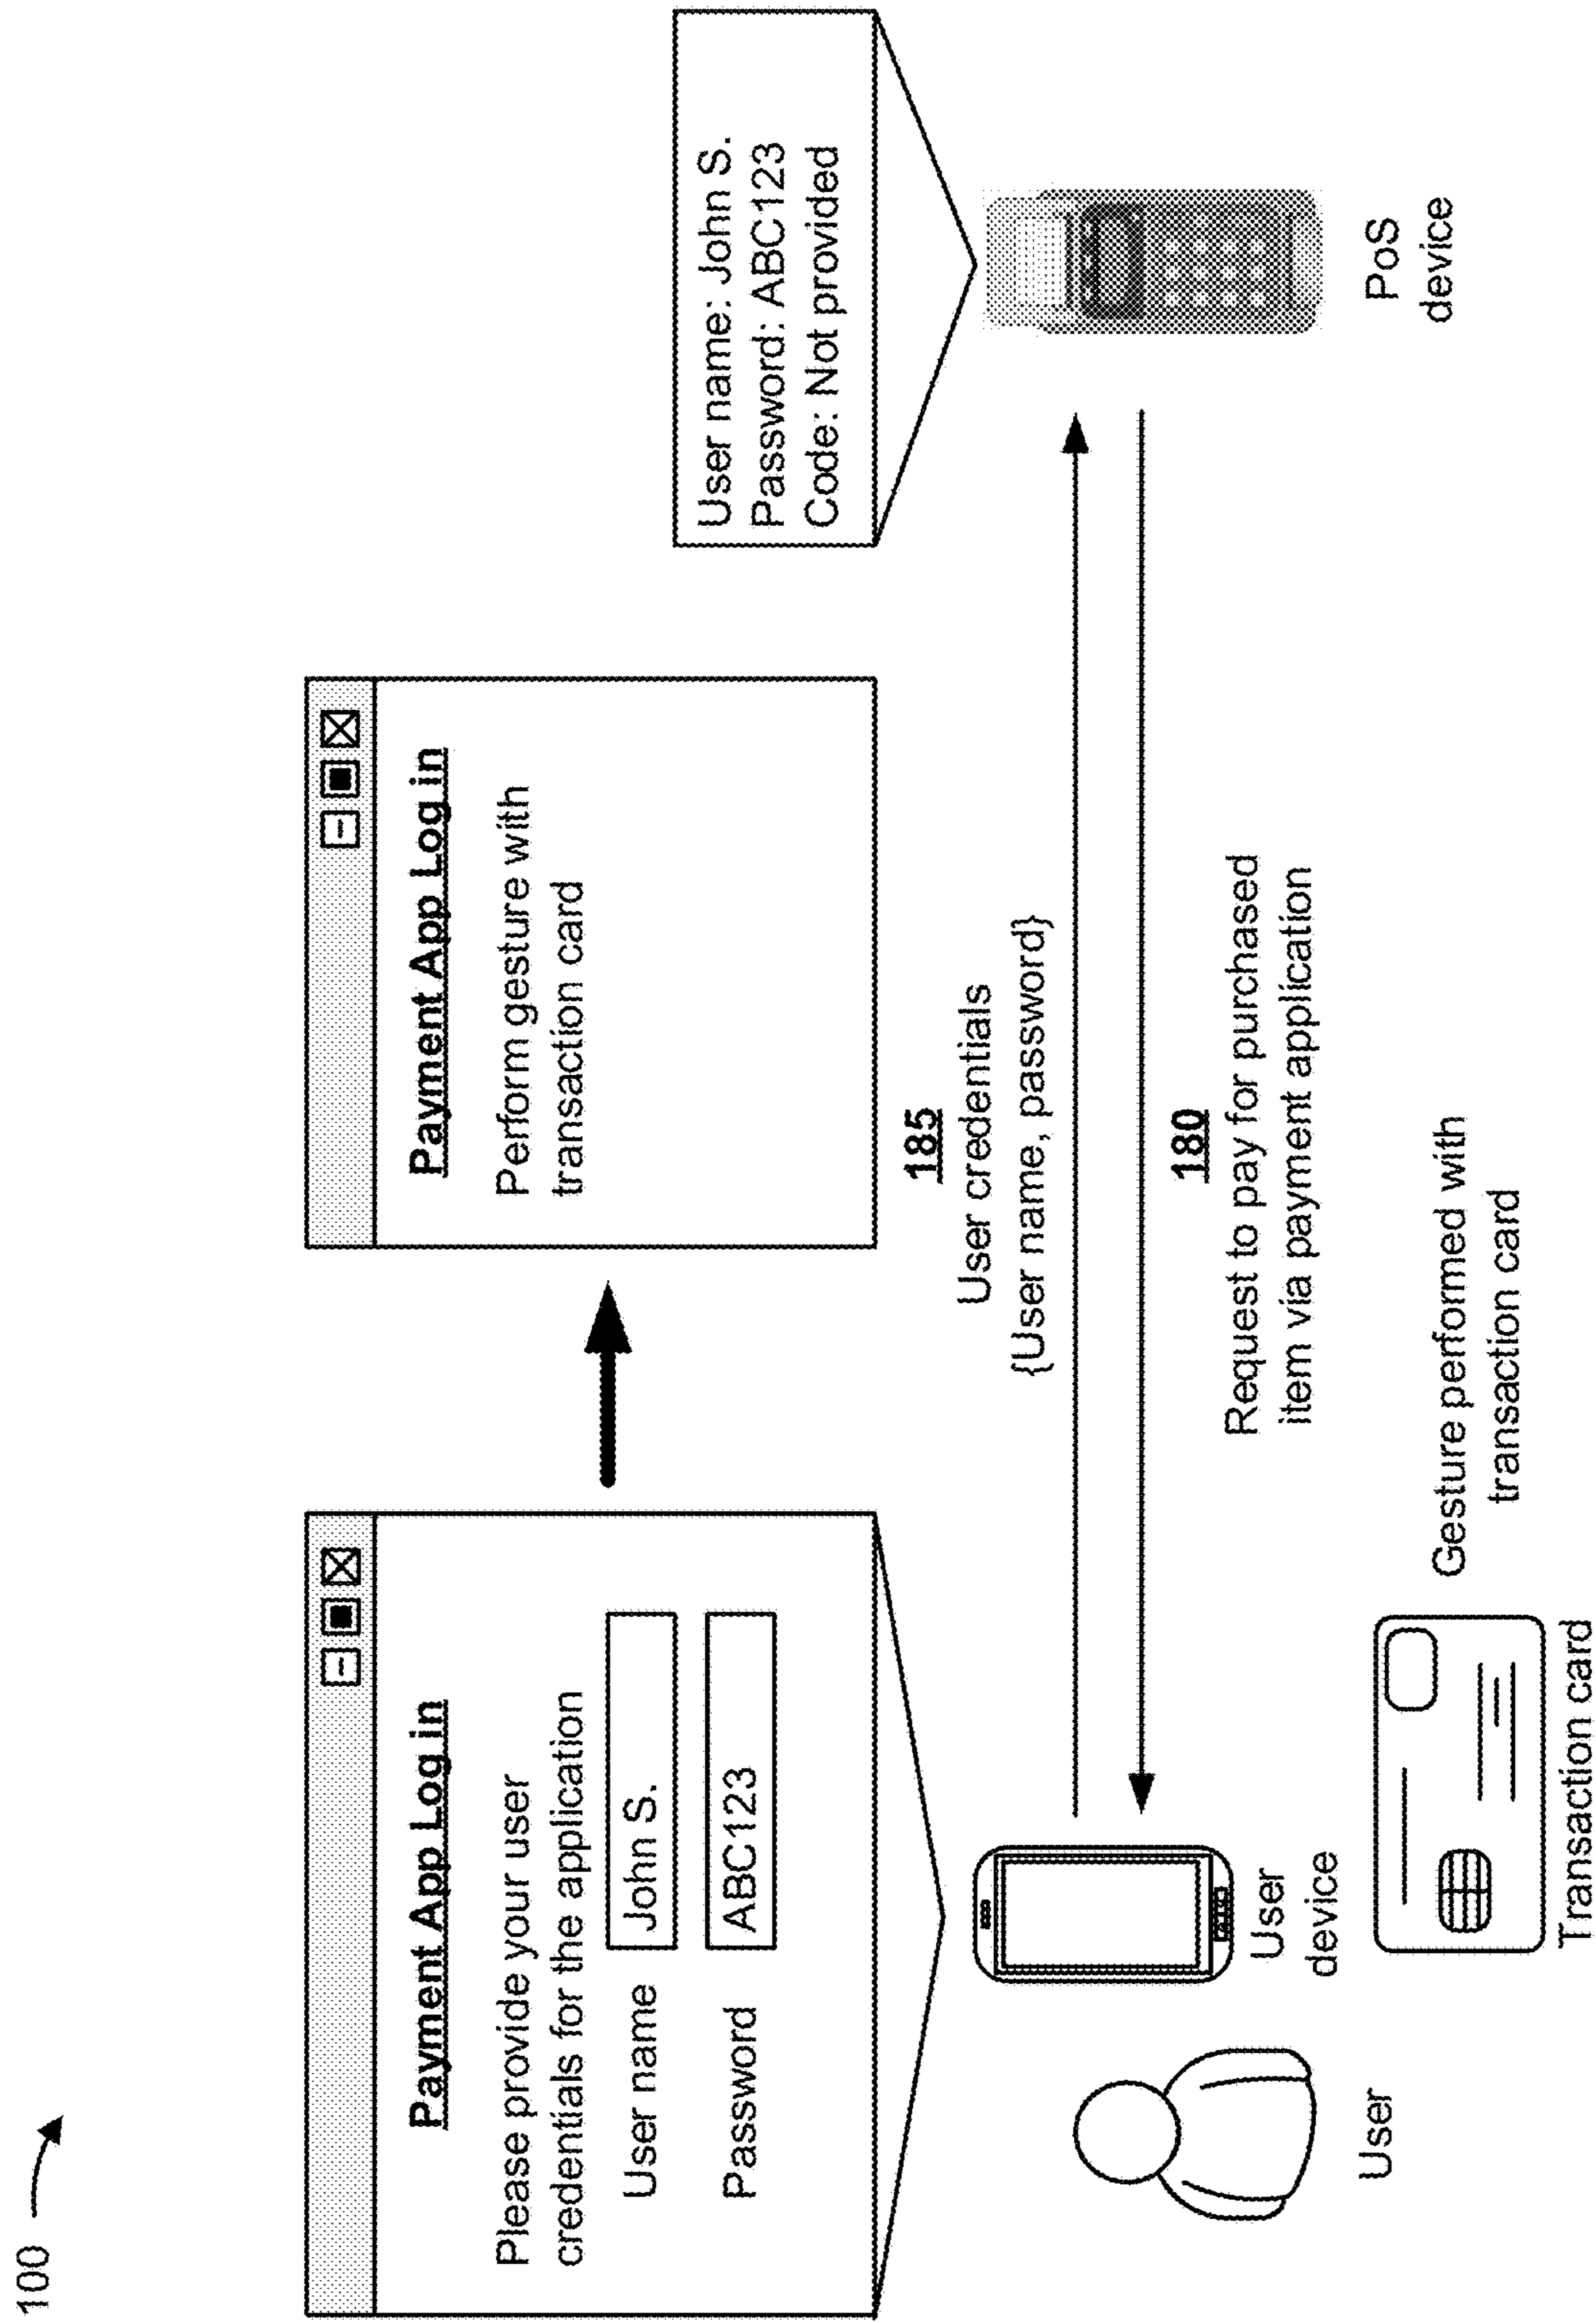 100
Payment App Log in
Please provide your user
credentials for the application
User name
John S.
Password
ABC123
Payment App Log in
Perform gesture with
transaction card
User name: John S.
Password: ABC123
Code: Not provided
185
User credentials
{User name, password}
180
Request to pay for purchased
item via payment application
User
User
device
PoS
device
Gesture performed with
transaction card
Transaction card